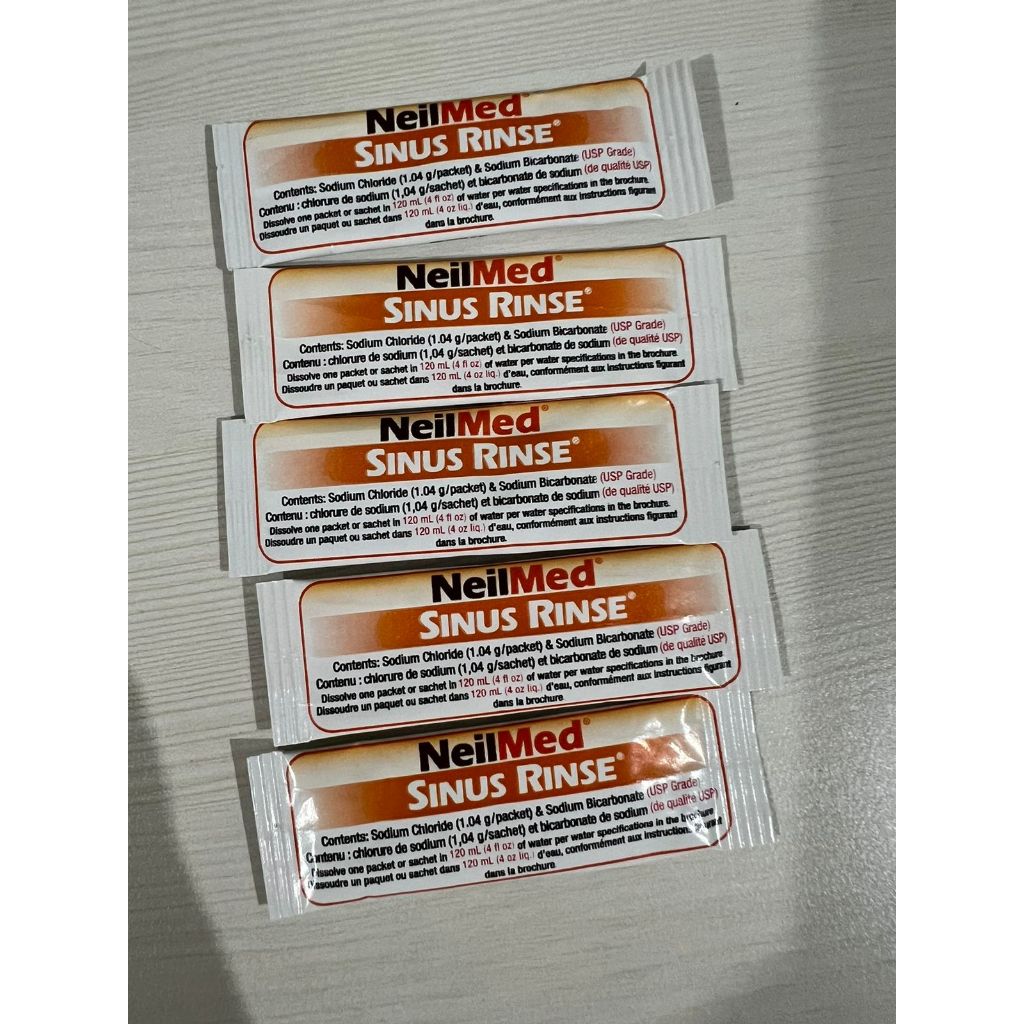 NeilMed®
SINUS RINSE®
Contents: Sodium Chloride (1.04 g/packet) & Sodium Bicarbonate (USP Grade)
Contenu : chlorure de sodium (1,04 g/sachet) et bicarbonate de sodium (de qualité USP)
Dissolve one packet or sachet in 120 mL (4 fl oz) of water per water specifications in the brochure.
Dissoudre un paquet ou sachet dans 120 mL (4 oz liq.) d'eau, conformément aux instructions figurant
dans la brochure.
NeilMed®
SINUS RINSE®
Contents: Sodium Chloride (1.04 g/packet) & Sodium Bicarbonate (USP Grade)
Contenu : chlorure de sodium (1,04 g/sachet) et bicarbonate de sodium (de qualité USP)
Dissolve one packet or sachet in 120 mL (4 fl oz) of water per water specifications in the brochure.
Dissoudre un paquet ou sachet dans 120 mL (4 oz liq.) d'eau, conformément aux instructions figurant
dans la brochure.
NeilMed®
SINUS RINSE®
Contents: Sodium Chloride (1.04 g/packet) & Sodium Bicarbonate (USP Grade)
Contenu : chlorure de sodium (1,04 g/sachet) et bicarbonate de sodium (de qualité USP)
Dissolve one packet or sachet in 120 mL (4 fl oz) of water per water specifications in the brochure.
Dissoudre un paquet ou sachet dans 120 mL (4 oz liq.) d'eau, conformément aux instructions figurant
dans la brochure.
NeilMed®
SINUS RINSE®
Contents: Sodium Chloride (1.04 g/packet) & Sodium Bicarbonate (USP Grade)
Contenu : chlorure de sodium (1,04 g/sachet) et bicarbonate de sodium (de qualité USP)
Dissolve one packet or sachet in 120 mL (4 fl oz) of water per water specifications in the brochure.
Dissoudre un paquet ou sachet dans 120 mL (4 oz liq.) d'eau, conformément aux instructions figurant
dans la brochure.
NeilMed®
SINUS RINSE®
Contents: Sodium Chloride (1.04 g/packet) & Sodium Bicarbonate (USP Grade)
Contenu : chlorure de sodium (1,04 g/sachet) et bicarbonate de sodium (de qualité USP)
Dissolve one packet or sachet in 120 mL (4 fl oz) of water per water specifications in the brochure.
Dissoudre un paquet ou sachet dans 120 mL (4 oz liq.) d'eau, conformément aux instructions figurant
dans la brochure.